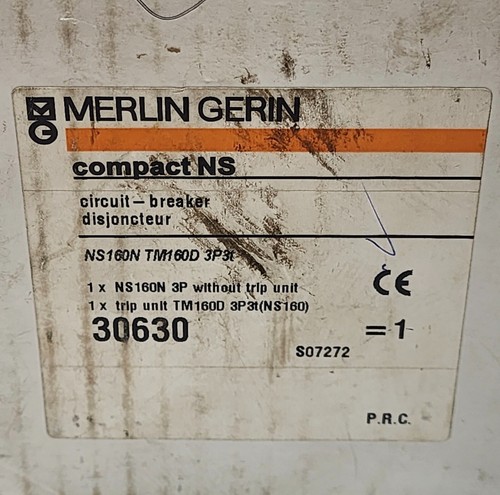 MERLIN GERIN
compact NS
circuit – breaker
disjoncteur
NS160N TM160D 3P3t
1 x NS160N 3P without trip unit
1 x trip unit TM160D 3P3t(NS160)
CE
30630
= 1
S07272
P.R.C.